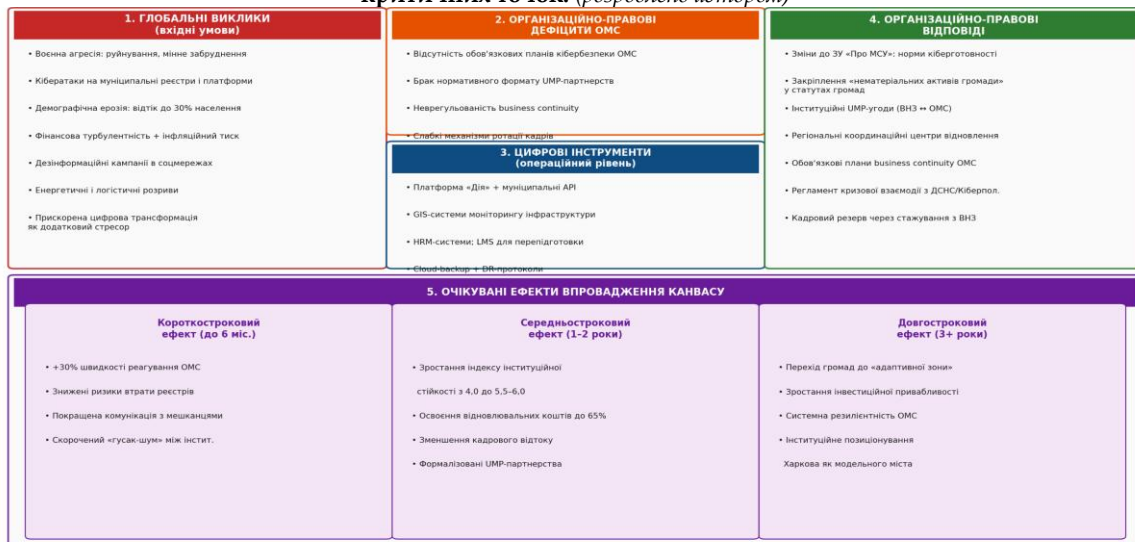 (розроблено автором)
1. ГЛОБАЛЬНІ ВИКЛИКИ
(вхідні умови)
• Воєнна агресія: руйнування, мінне забруднення
• Кібератаки на муніципальні реєстри і платформи
• Демографічна ерозія: відтік до 30% населення
• Фінансова турбулентність + інфляційний тиск
• Дезінформаційні кампанії в соцмережах
• Енергетичні і логістичні розриви
• Прискорена цифрова трансформація
як додатковий стресор
2. ОРГАНІЗАЦІЙНО-ПРАВОВІ
ДЕФІЦИТИ ОМС
• Відсутність обов'язкових планів кібербезпеки ОМС
• Брак нормативного формату UMP-партнерств
• Неврегульованість business continuity
• Слабкі механізми ротації кадрів
3. ЦИФРОВІ ІНСТРУМЕНТИ
(операційний рівень)
• Платформа «Дія» + муніципальні API
• GIS-системи моніторингу інфраструктури
• HRM-системи; LMS для перепідготовки
• Cloud-backup + DR-протоколи
4. ОРГАНІЗАЦІЙНО-ПРАВОВІ
ВІДПОВІДІ
• Зміни до ЗУ «Про МСУ»: норми кіберготовності
• Закріплення «нематеріальних активів громади»
у статутах громад
• Інституційні UMP-угоди (ВНЗ ↔ ОМС)
• Регіональні координаційні центри відновлення
• Обов'язкові плани business continuity ОМС
• Регламент кризової взаємодії з ДСНС/Кіберпол.
• Кадровий резерв через стажування з ВНЗ
5. ОЧІКУВАНІ ЕФЕКТИ ВПРОВАДЖЕННЯ КАНВАСУ
Короткостроковий
ефект (до 6 міс.)
• +30% швидкості реагування ОМС
• Знижені ризики втрати реєстрів
• Покращена комунікація з мешканцями
• Скорочений «гусак-шум» між інстит.
Середньостроковий
ефект (1–2 роки)
• Зростання індексу інституційної
стійкості з 4,0 до 5,5–6,0
• Освоєння відновлювальних коштів до 65%
• Зменшення кадрового відтоку
• Формалізовані UMP-партнерства
Довгостроковий
ефект (3+ роки)
• Перехід громад до «адаптивної зони»
• Зростання інвестиційної привабливості
• Системна резилієнтність ОМС
• Інституційне позиціонування
Харкова як модельного міста